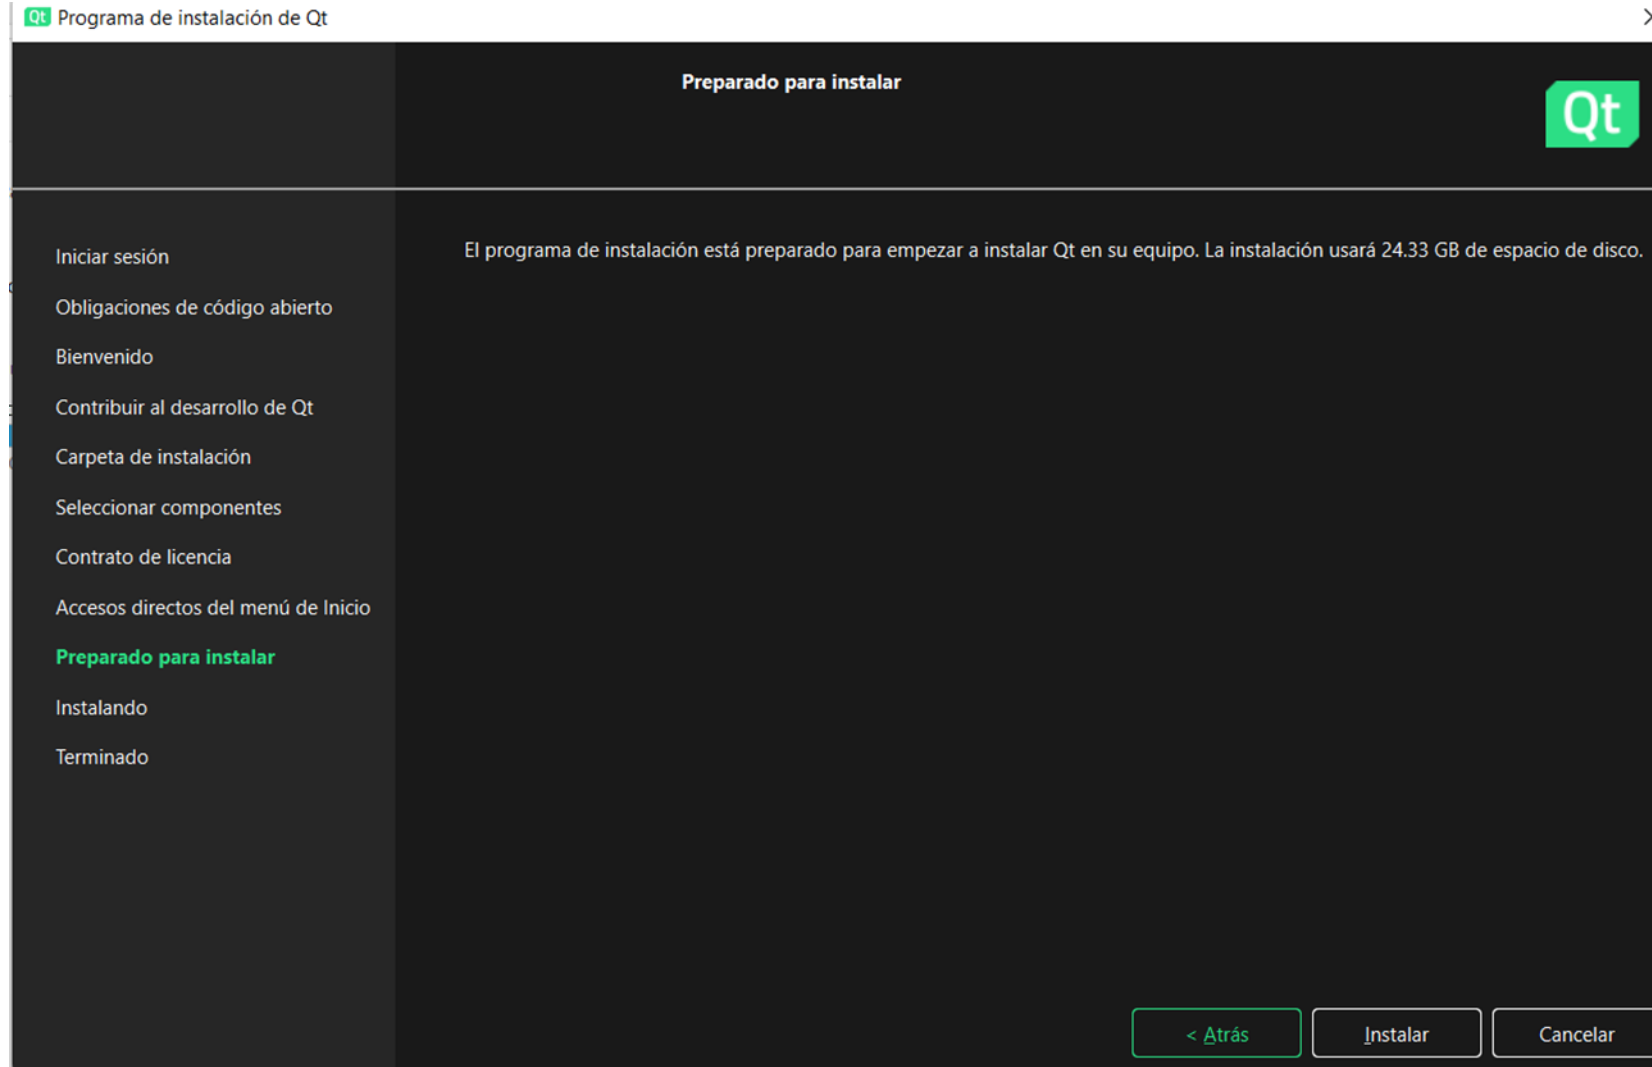 Qt Programa de instalación de Qt
Preparado para instalar
Qt
Iniciar sesión
Obligaciones de código abierto
Bienvenido
Contribuir al desarrollo de Qt
Carpeta de instalación
Seleccionar componentes
Contrato de licencia
Accesos directos del menú de Inicio
Preparado para instalar
Instalando
Terminado
El programa de instalación está preparado para empezar a instalar Qt en su equipo. La instalación usará 24.33 GB de espacio de disco.
< Atrás
Instalar
Cancelar